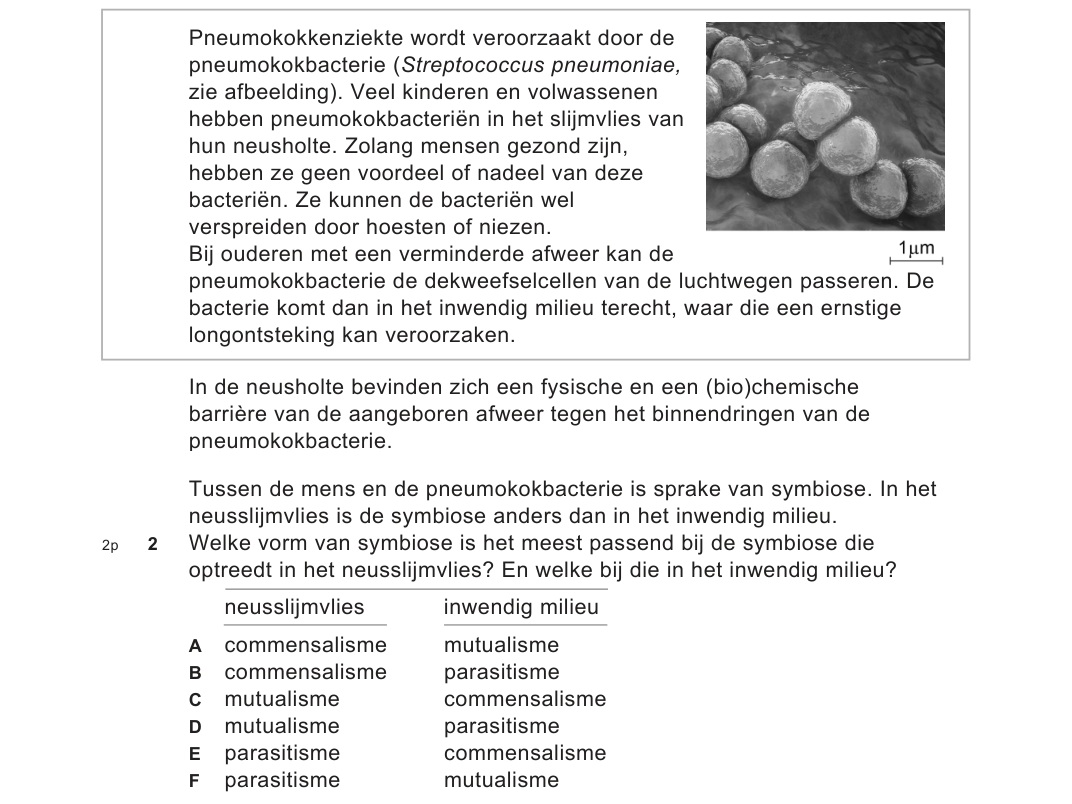 Pneumokokkenziekte wordt veroorzaakt door de
pneumokokbacterie (Streptococcus pneumoniae,
zie afbeelding). Veel kinderen en volwassenen
hebben pneumokokbacteriën in het slijmvlies van
hun neusholte. Zolang mensen gezond zijn,
hebben ze geen voordeel of nadeel van deze
bacteriën. Ze kunnen de bacteriën wel
verspreiden door hoesten of niezen.
1μm
Bij ouderen met een verminderde afweer kan de
pneumokokbacterie de dekweefselcellen van de luchtwegen passeren. De
bacterie komt dan in het inwendig milieu terecht, waar die een ernstige
longontsteking kan veroorzaken.
In de neusholte bevinden zich een fysische en een (bio)chemische
barrière van de aangeboren afweer tegen het binnendringen van de
pneumokokbacterie.
Tussen de mens en de pneumokokbacterie is sprake van symbiose. In het
neusslijmvlies is de symbiose anders dan in het inwendig milieu.
2p 2 Welke vorm van symbiose is het meest passend bij de symbiose die
optreedt in het neusslijmvlies? En welke bij die in het inwendig milieu?
neusslijmvlies inwendig milieu
A commensalisme mutualisme
B commensalisme parasitisme
C mutualisme commensalisme
D mutualisme parasitisme
E parasitisme commensalisme
F parasitisme mutualisme